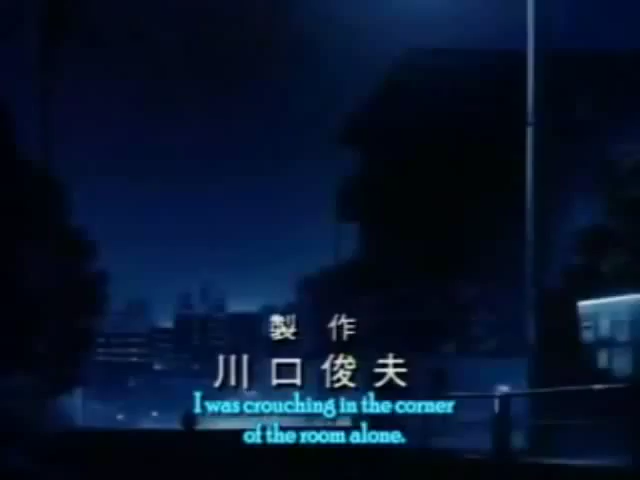 製作
川口俊夫
I was crouching in the corner
of the room alone.